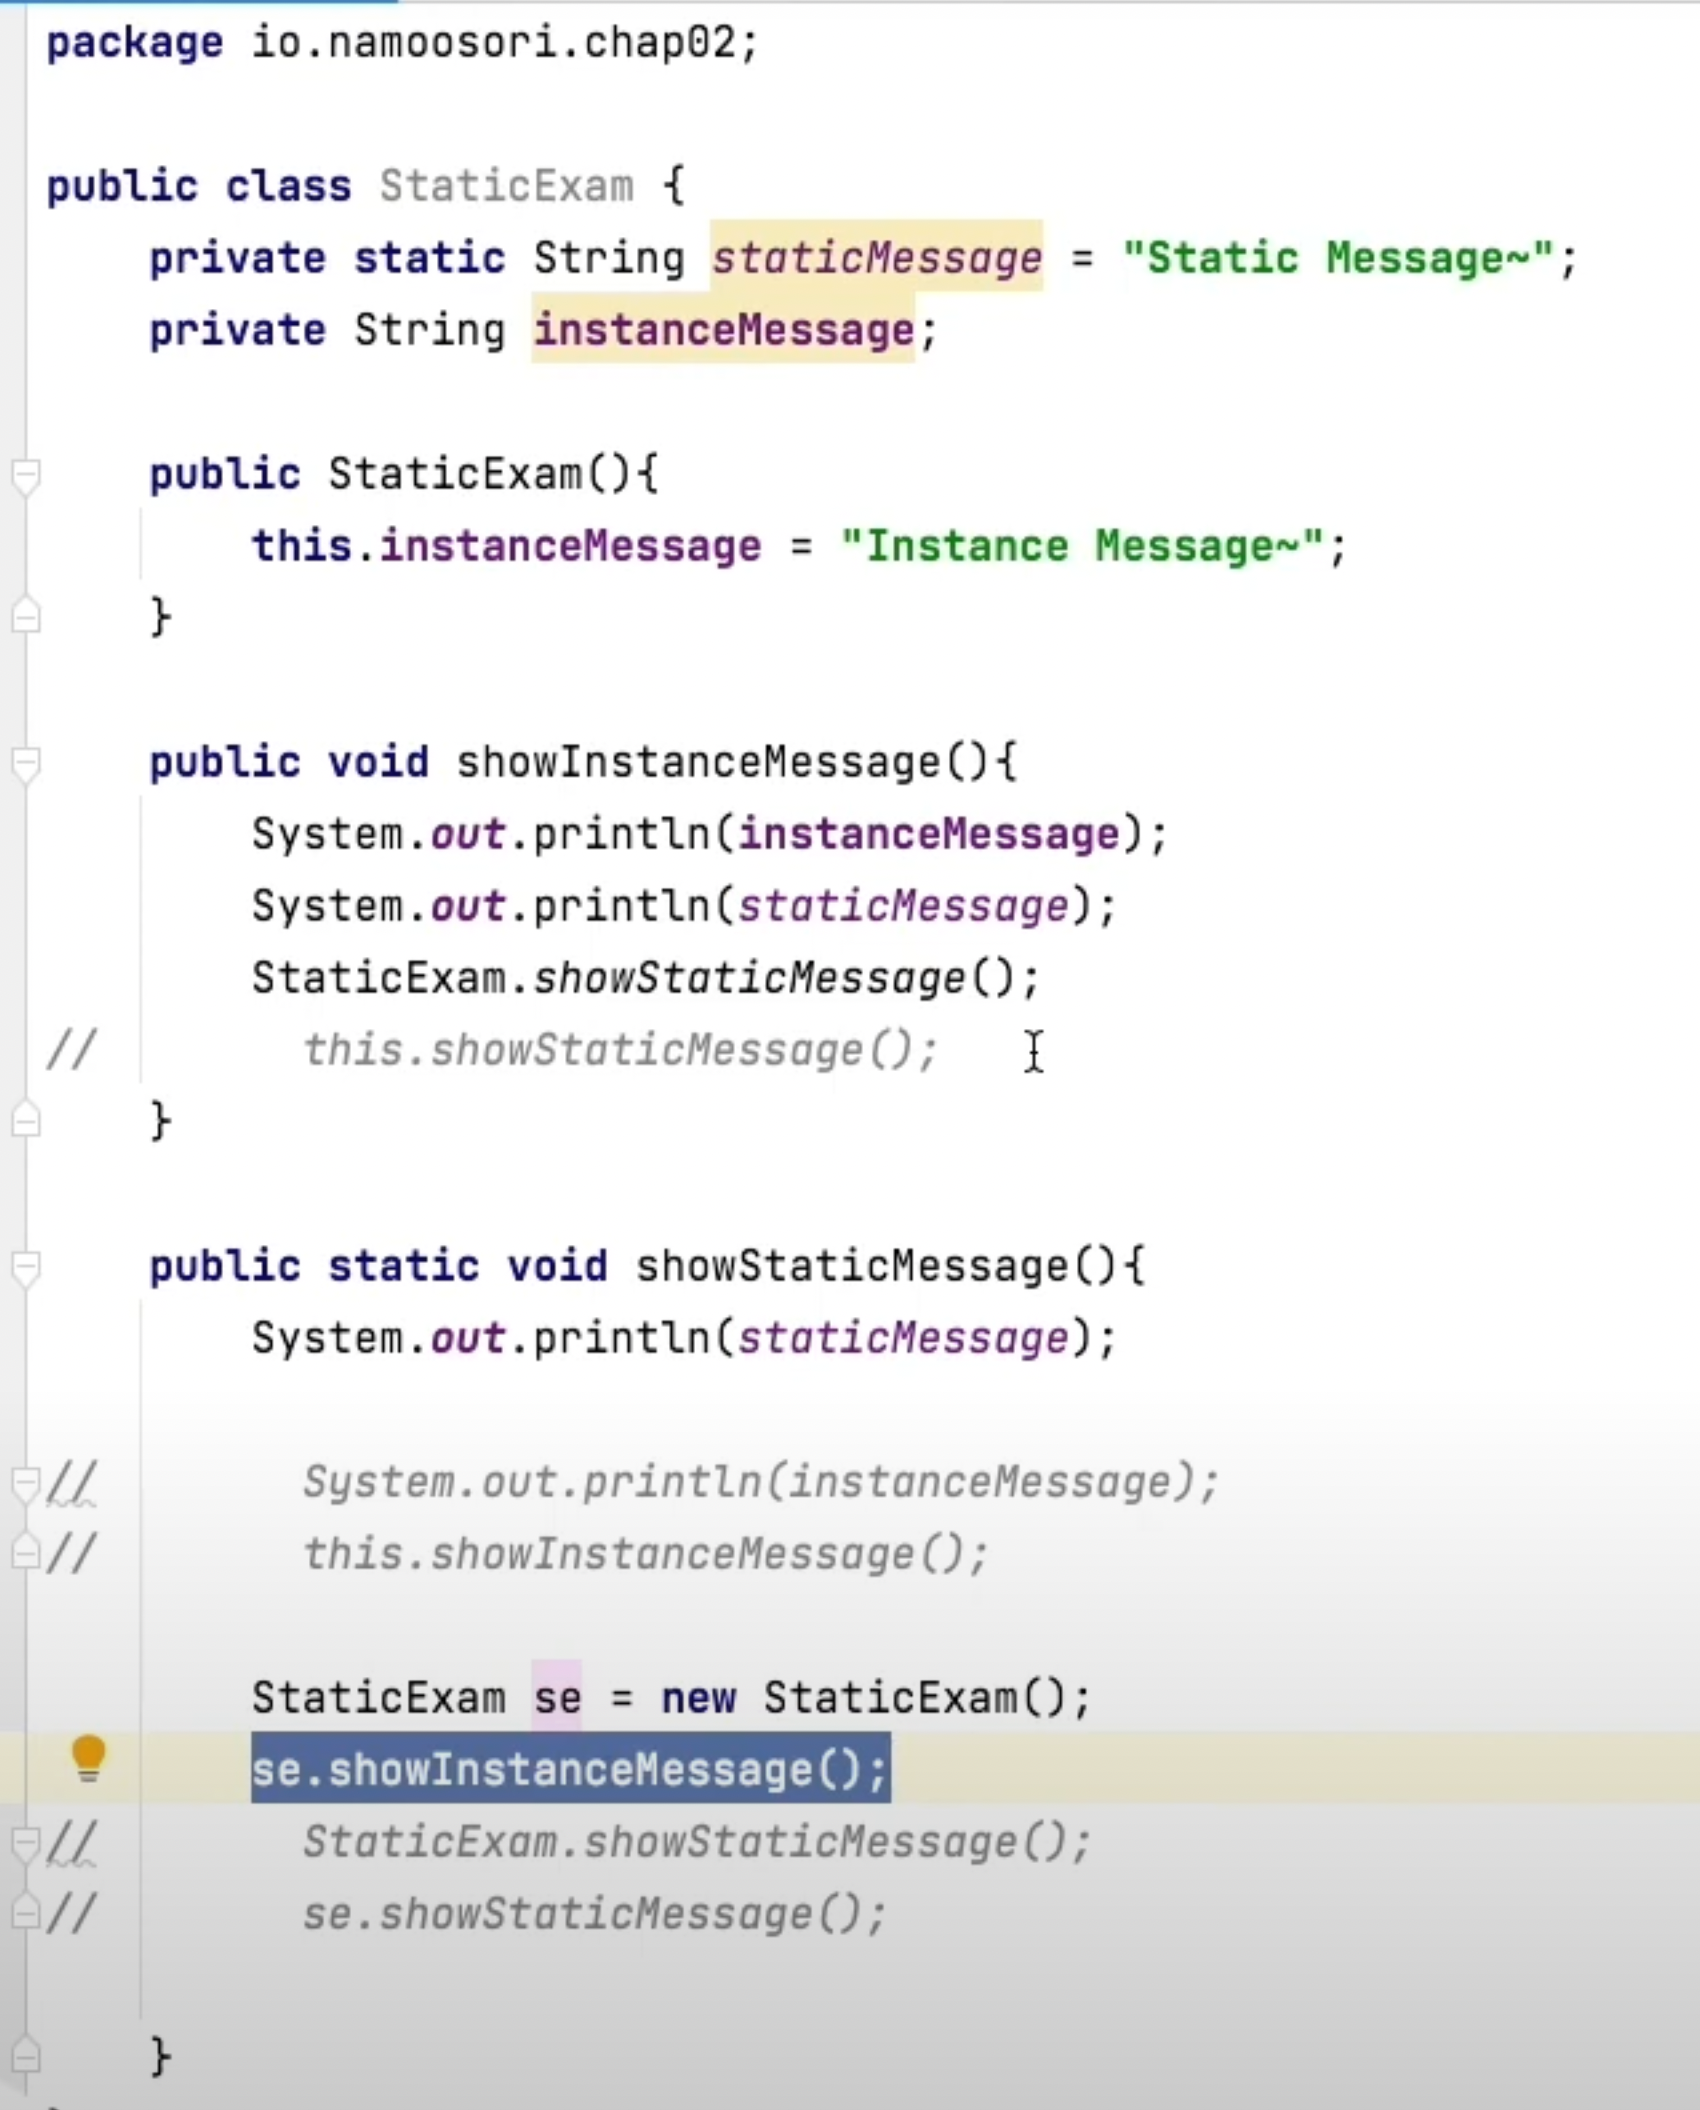 package io.namoosori.chap02;
public class StaticExam {
private static String staticMessage = "Static Message~";
private String instanceMessage;
public StaticExam(){
this.instanceMessage = "Instance Message~";
}
public void showInstanceMessage(){
System.out.println(instanceMessage);
System.out.println(staticMessage);
StaticExam.showStaticMessage();
// this.showStaticMessage();
}
public static void showStaticMessage(){
System.out.println(staticMessage);
// System.out.println(instanceMessage);
// this.showInstanceMessage();
StaticExam se = new StaticExam();
se.showInstanceMessage();
// StaticExam.showStaticMessage();
// se.showStaticMessage();
}